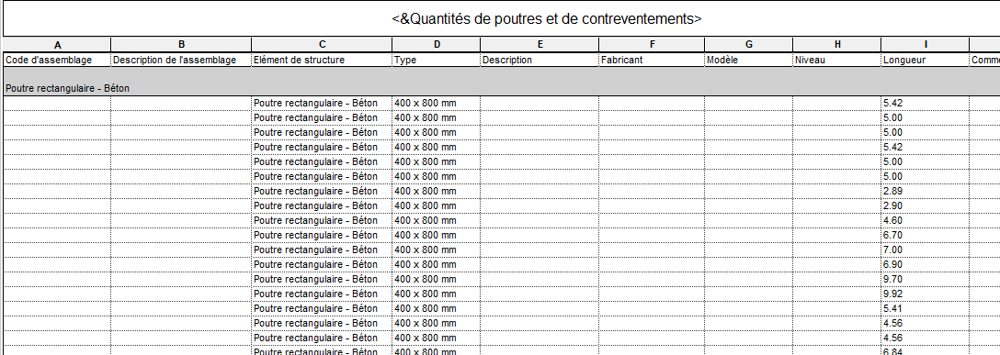 <&Quantités de poutres et de contreventements>
A B C D E F G H I
Code d'assemblage Description de l'assemblage Elément de structure Type Description Fabricant Modèle Niveau Longueur Comme
Poutre rectangulaire - Béton
Poutre rectangulaire - Béton 400 x 800 mm 5.42
Poutre rectangulaire - Béton 400 x 800 mm 5.00
Poutre rectangulaire - Béton 400 x 800 mm 5.00
Poutre rectangulaire - Béton 400 x 800 mm 5.42
Poutre rectangulaire - Béton 400 x 800 mm 5.00
Poutre rectangulaire - Béton 400 x 800 mm 5.00
Poutre rectangulaire - Béton 400 x 800 mm 2.89
Poutre rectangulaire - Béton 400 x 800 mm 2.90
Poutre rectangulaire - Béton 400 x 800 mm 4.60
Poutre rectangulaire - Béton 400 x 800 mm 6.70
Poutre rectangulaire - Béton 400 x 800 mm 7.00
Poutre rectangulaire - Béton 400 x 800 mm 6.90
Poutre rectangulaire - Béton 400 x 800 mm 9.70
Poutre rectangulaire - Béton 400 x 800 mm 9.92
Poutre rectangulaire - Béton 400 x 800 mm 5.41
Poutre rectangulaire - Béton 400 x 800 mm 4.56
Poutre rectangulaire - Béton 400 x 800 mm 4.56
Poutre rectangulaire - Béton 400 x 800 mm 6.84